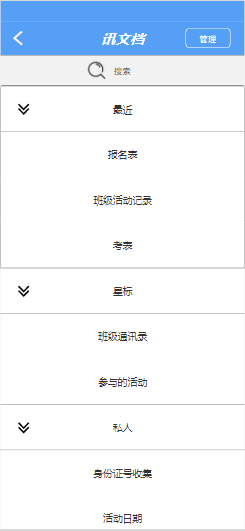 讯文档
管理
搜索
最近
报名表
班级活动记录
考表
星标
班级通讯录
参与的活动
私人
身份证号收集
活动日期